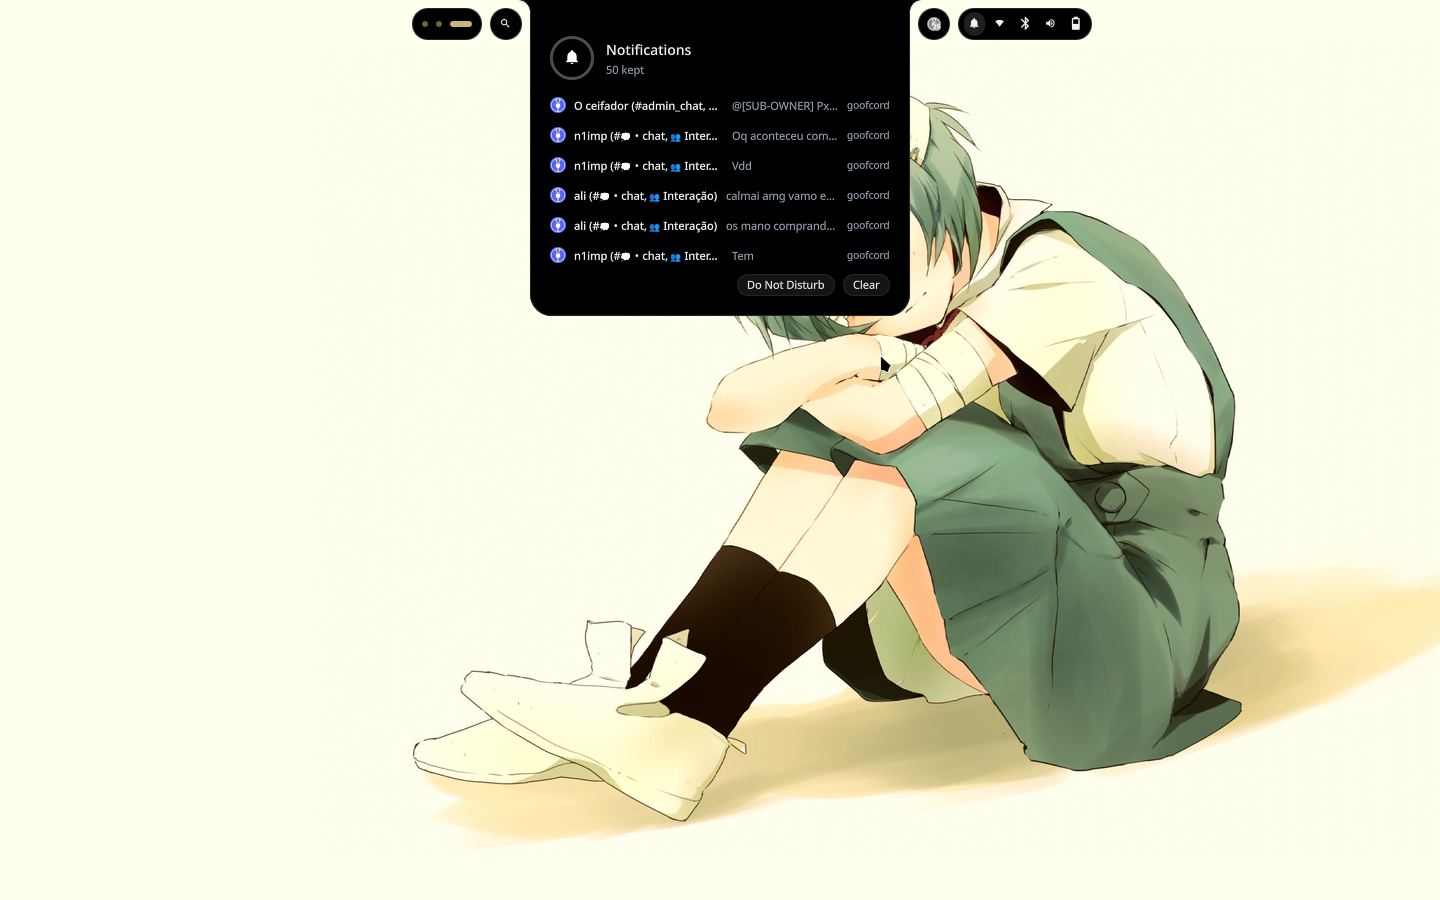 Notifications
50 kept
O ceifador (#admin_chat, ... @[SUB-OWNER] Px... goofcord
n1imp (#💭 • chat, 👥 Inter... Oq aconteceu com... goofcord
n1imp (#💭 • chat, 👥 Inter... Vdd goofcord
ali (#💭 • chat, 👥 Interação) calmai amg vamo e... goofcord
ali (#💭 • chat, 👥 Interação) os mano comprand... goofcord
n1imp (#💭 • chat, 👥 Inter... Tem goofcord
Do Not Disturb Clear